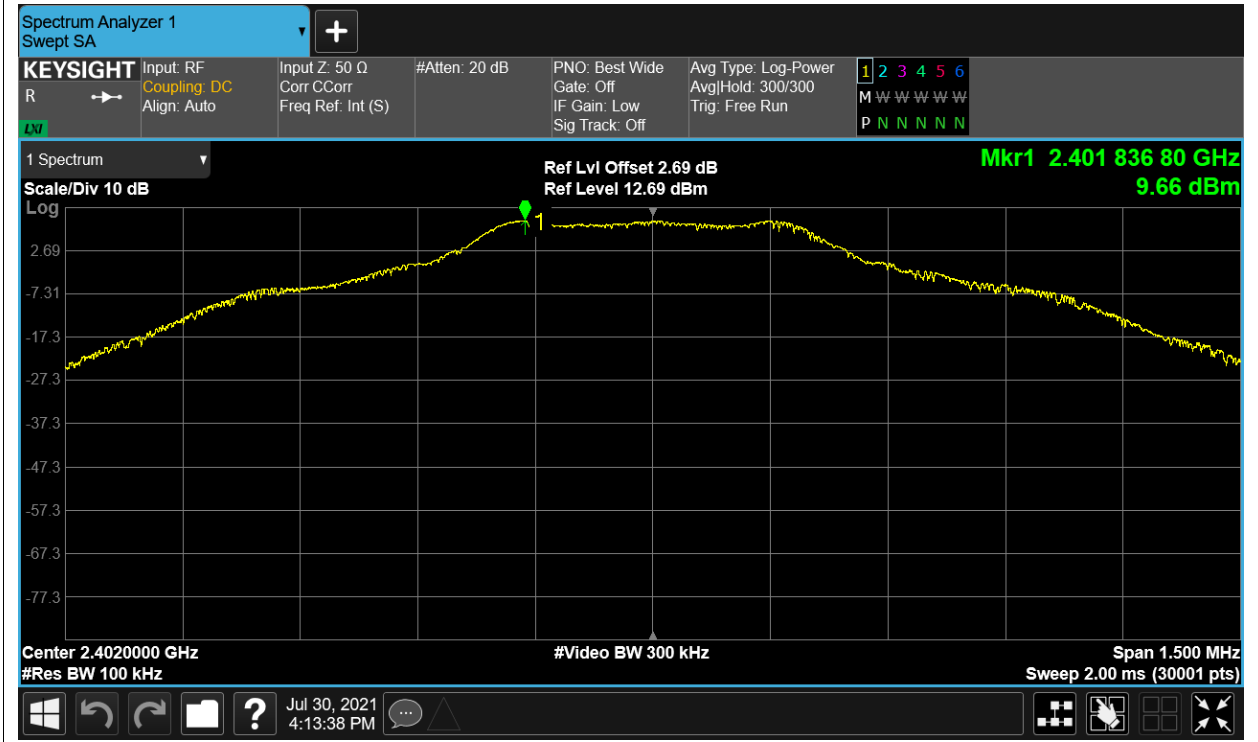 Spectrum Analyzer 1
Swept SA
KEYSIGHT
R
LXI
Input: RF
Coupling: DC
Align: Auto
Input Z: 50 Ω
Corr CCorr
Freq Ref: Int (S)
#Atten: 20 dB
PNO: Best Wide
Gate: Off
IF Gain: Low
Sig Track: Off
Avg Type: Log-Power
Avg|Hold: 300/300
Trig: Free Run
1 2 3 4 5 6
M W W W W W W
P N N N N N N
1 Spectrum
Scale/Div 10 dB
Log
Ref Lvl Offset 2.69 dB
Ref Level 12.69 dBm
Mkr1 2.401 836 80 GHz
9.66 dBm
1
2.69
-7.31
-17.3
-27.3
-37.3
-47.3
-57.3
-67.3
-77.3
Center 2.4020000 GHz
#Res BW 100 kHz
#Video BW 300 kHz
Span 1.500 MHz
Sweep 2.00 ms (30001 pts)
?
Jul 30, 2021
4:13:38 PM